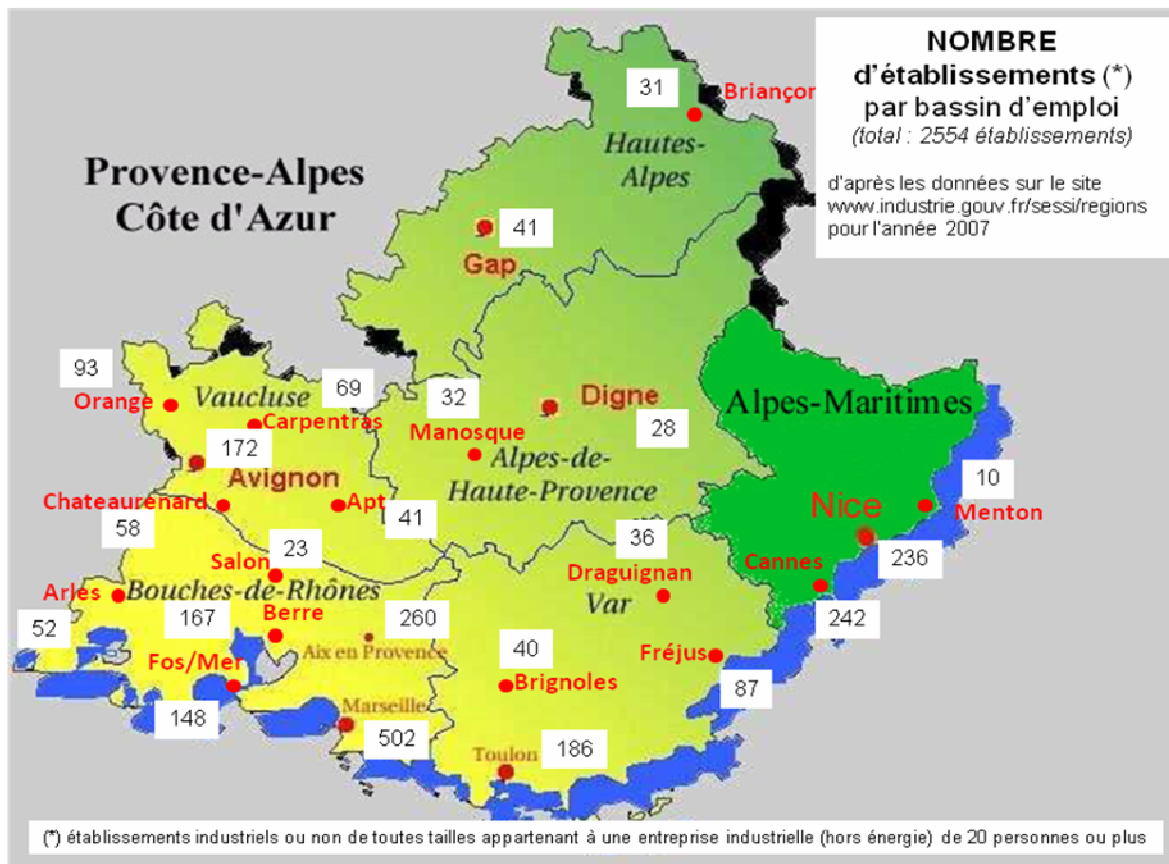 NOMBRE
d'établissements (*)
par bassin d'emploi
(total : 2554 établissements)
d'après les données sur le site
www.industrie.gouv.fr/sessi/regions
pour l'année 2007
Provence-Alpes
Côte d'Azur
31
Briançon
Hautes-
Alpes
41
Gap
93
Orange
Vaucluse
69
Carpentras
172
Avignon
32
Manosque
Digne
28
Alpes-de-
Haute-Provence
Alpes-Maritimes
10
Menton
Nice
236
Cannes
242
Chateaurenard
58
Apt
41
23
Salon
36
Draguignan
Var
Arles
52
Bouches-de-Rhônes
167
Berre
260
Aix en Provence
Fos/Mer
148
Marseille
502
40
Brignoles
Fréjus
87
Toulon
186
(*) établissements industriels ou non de toutes tailles appartenant à une entreprise industrielle (hors énergie) de 20 personnes ou plus